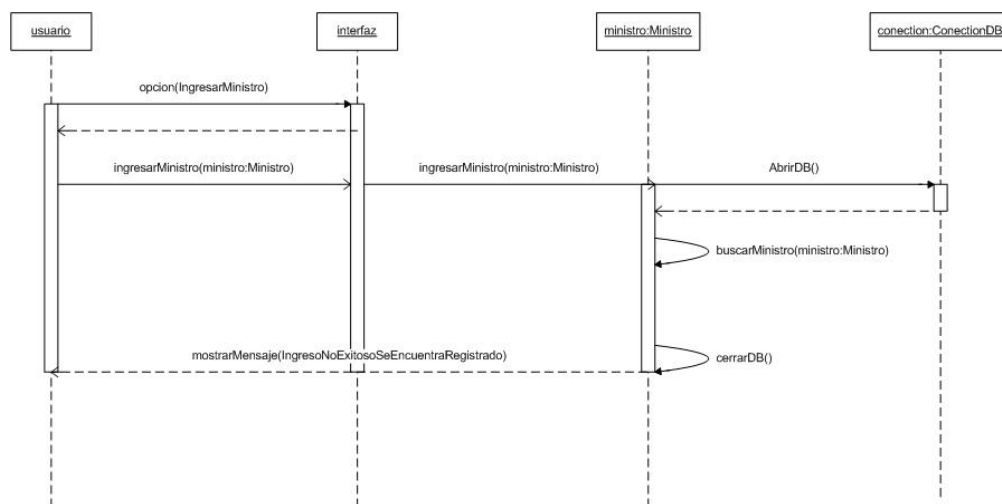 usuario
interfaz
ministro:Ministro
conection:ConectionDB
opcion(IngresarMinistro)
ingresarMinistro(ministro:Ministro)
ingresarMinistro(ministro:Ministro)
AbrirDB()
buscarMinistro(ministro:Ministro)
mostrarMensaje(IngresoNoExitosoSeEncuentraRegistrado)
cerrarDB()